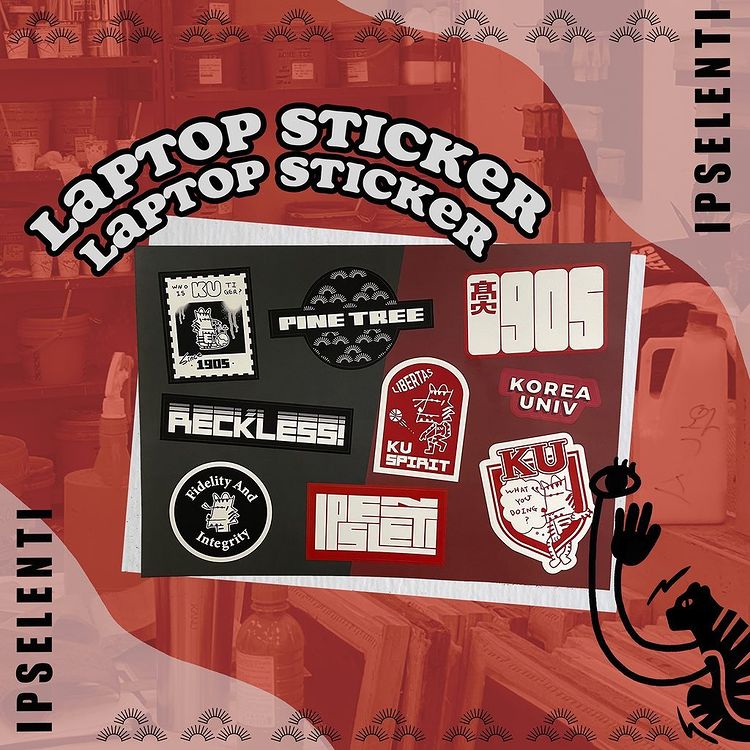 IPSELENTI
LAPTOP STICKER
LAPTOP STICKER
WHO IS KU TIGER?
Since
1905
PINE TREE
高大 1905
RECKLESS!
LIBERTAS
KU
SPIRIT
KOREA
UNIV
Fidelity And
Integrity
IPSELENTI
KU
WHAT
YOU
DOING
?
IPSELENTI